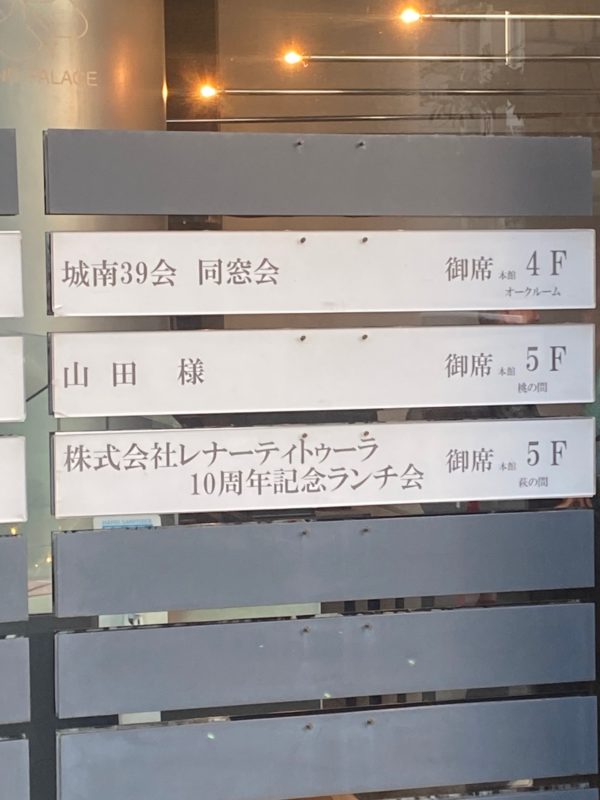 PALACE
城南39会 同窓会 御席 本館 4F
オークルーム
山田 様 御席 本館 5F
桃の間
株式会社レナーティトゥーラ
10周年記念ランチ会 御席 本館 5F
萩の間